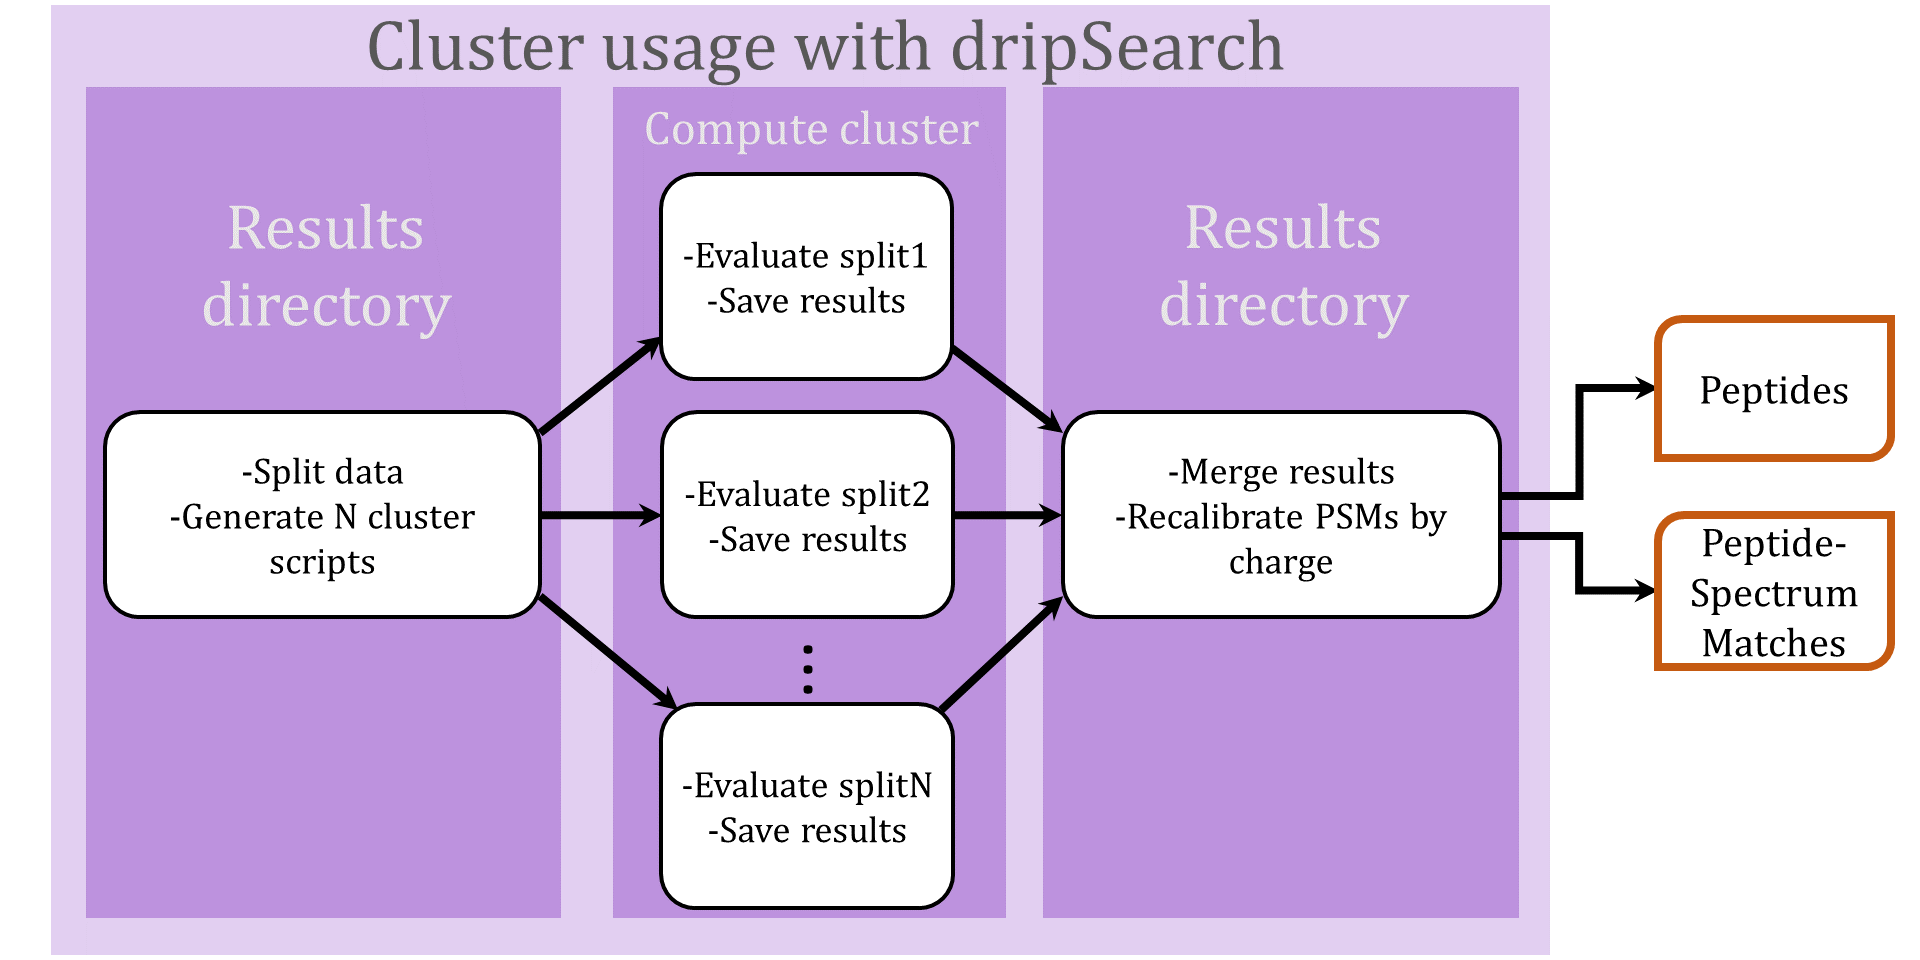 Cluster usage with dripSearch
Results
directory
-Split data
-Generate N cluster
scripts
Compute cluster
-Evaluate split1
-Save results
-Evaluate split2
-Save results
-Evaluate splitN
-Save results
Results
directory
-Merge results
-Recalibrate PSMs by
charge
Peptides
Peptide-
Spectrum
Matches